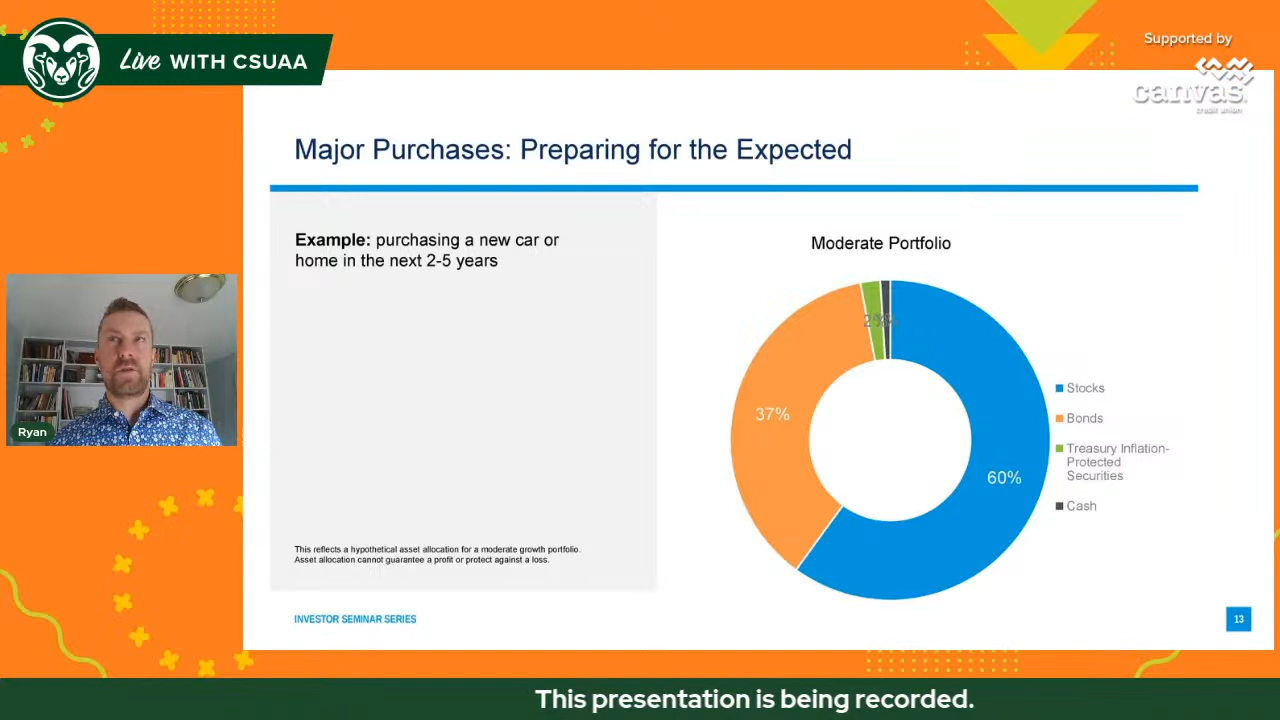 Live WITH CSUAA
Supported by
canvas
credit union
Major Purchases: Preparing for the Expected
Example: purchasing a new car or
home in the next 2-5 years
Moderate Portfolio
37%
60%
Stocks
Bonds
Treasury Inflation-
Protected
Securities
Cash
Ryan
This reflects a hypothetical asset allocation for a moderate growth portfolio.
Asset allocation cannot guarantee a profit or protect against a loss.
INVESTOR SEMINAR SERIES
13
This presentation is being recorded.